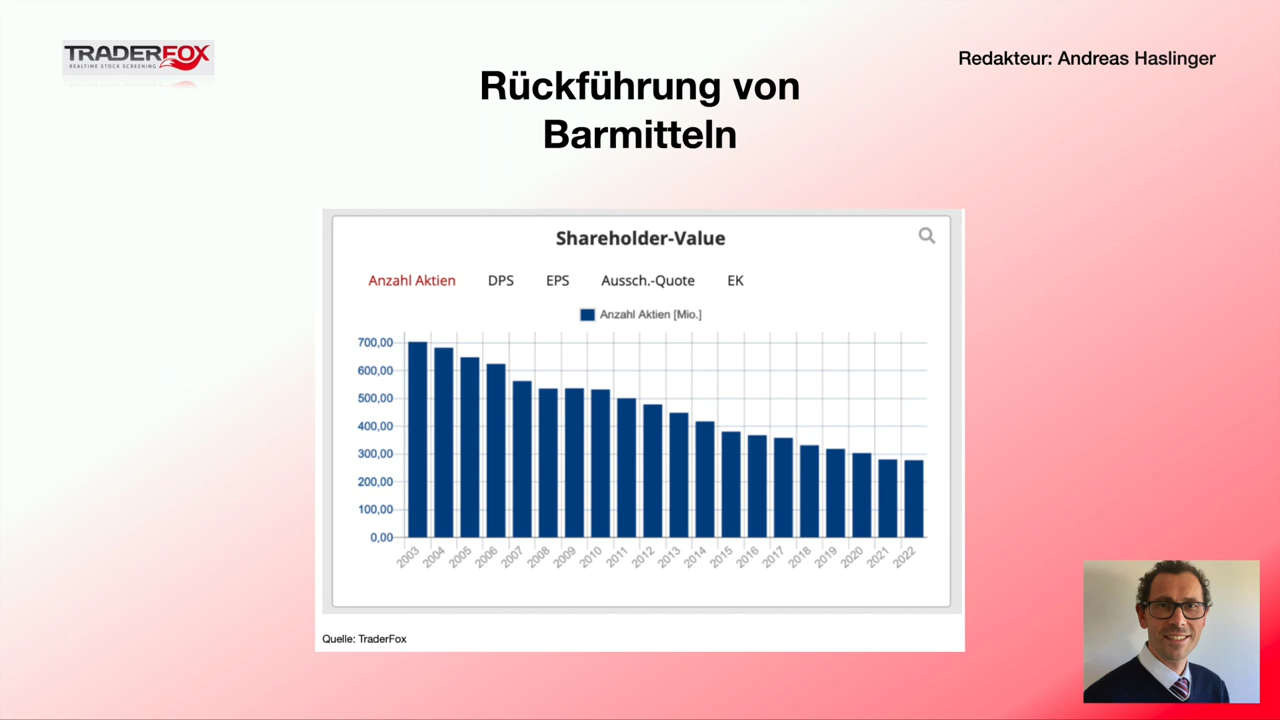 TRADERFOX
REALTIME STOCK SCREENING
Redakteur: Andreas Haslinger
Rückführung von
Barmitteln
Shareholder-Value
Anzahl Aktien DPS EPS Aussch.-Quote EK
Anzahl Aktien [Mio.]
700,00
600,00
500,00
400,00
300,00
200,00
100,00
0,00
2003 2004 2005 2006 2007 2008 2009 2010 2011 2012 2013 2014 2015 2016 2017 2018 2019 2020 2021 2022
Quelle: TraderFox